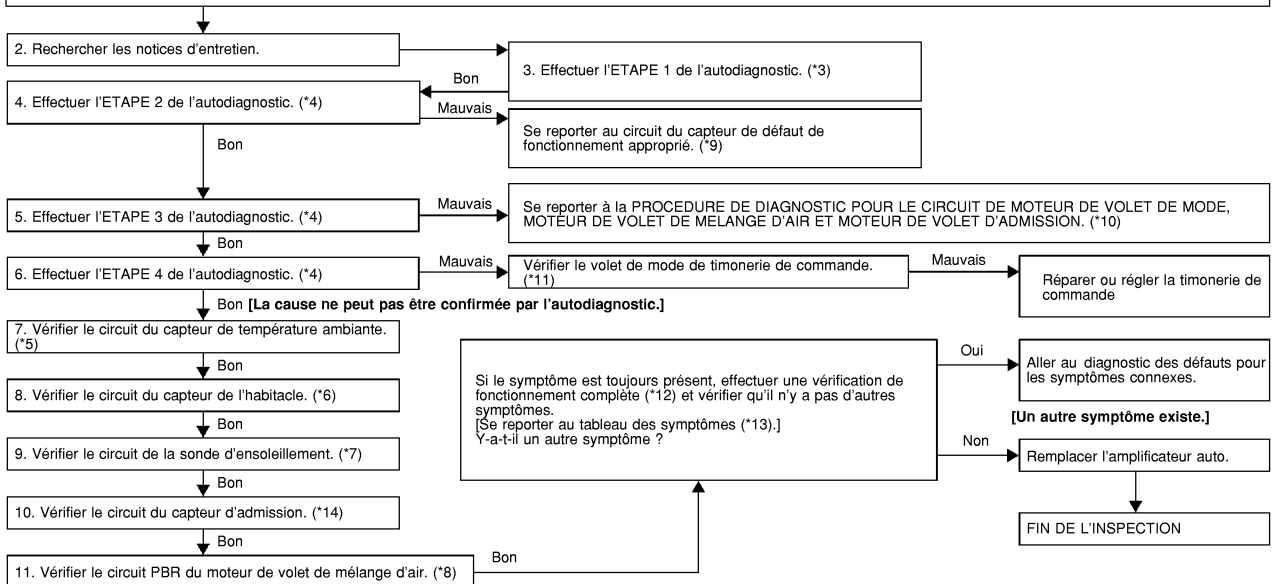 2. Rechercher les notices d'entretien.
3. Effectuer l'ETAPE 1 de l'autodiagnostic. (*3)
Bon
4. Effectuer l'ETAPE 2 de l'autodiagnostic. (*4)
Mauvais
Se reporter au circuit du capteur de défaut de
fonctionnement approprié. (*9)
Bon
5. Effectuer l'ETAPE 3 de l'autodiagnostic. (*4)
Mauvais
Se reporter à la PROCEDURE DE DIAGNOSTIC POUR LE CIRCUIT DE MOTEUR DE VOLET DE MODE,
MOTEUR DE VOLET DE MELANGE D'AIR ET MOTEUR DE VOLET D'ADMISSION. (*10)
Bon
6. Effectuer l'ETAPE 4 de l'autodiagnostic. (*4)
Mauvais
Vérifier le volet de mode de timonerie de commande.
(*11)
Mauvais
Réparer ou régler la timonerie de
commande
Bon [La cause ne peut pas être confirmée par l'autodiagnostic.]
7. Vérifier le circuit du capteur de température ambiante.
(*5)
Bon
8. Vérifier le circuit du capteur de l'habitacle. (*6)
Bon
9. Vérifier le circuit de la sonde d'ensoleillement. (*7)
Bon
10. Vérifier le circuit du capteur d'admission. (*14)
Bon
11. Vérifier le circuit PBR du moteur de volet de mélange d'air. (*8)
Bon
Si le symptôme est toujours présent, effectuer une vérification de
fonctionnement complète (*12) et vérifier qu'il n'y a pas d'autres
symptômes.
[Se reporter au tableau des symptômes (*13).]
Y-a-t-il un autre symptôme ?
Oui
Aller au diagnostic des défauts pour
les symptômes connexes.
[Un autre symptôme existe.]
Non
Remplacer l'amplificateur auto.
FIN DE L'INSPECTION